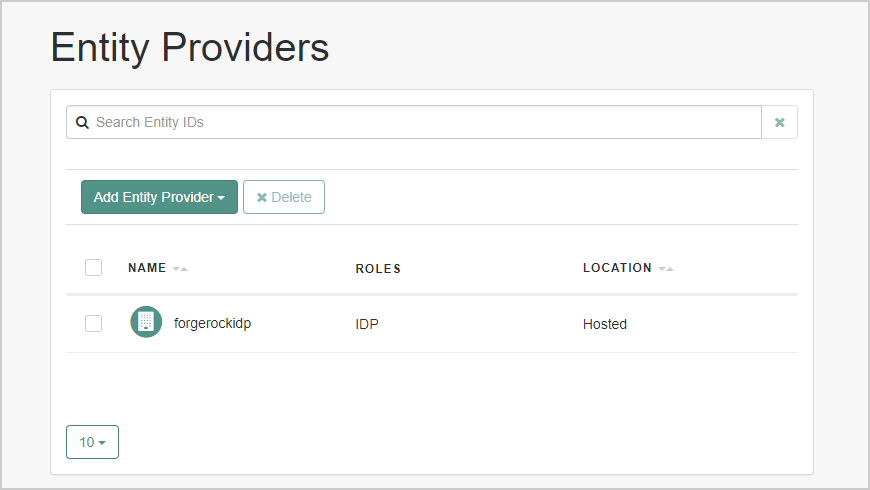 Entity Providers
Search Entity IDs
Add Entity Provider
Delete
NAME ROLES LOCATION
forgerockidp IDP Hosted
10